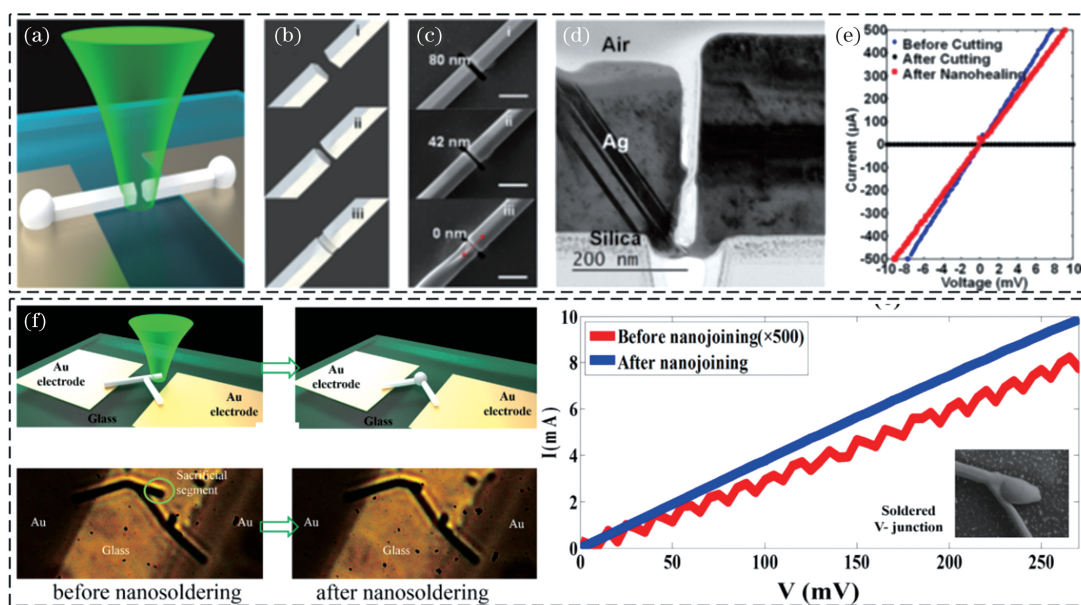 (a)
(b)
i
ii
iii
(c)
i
80 nm
ii
42 nm
iii
0 nm
(d)
Air
Ag
Silica
200 nm
(e)
Before Cutting
After Cutting
After Nanohealing
Current (µA)
500
400
300
200
100
0
-100
-200
-300
-400
-500
-10 -8 -6 -4 -2 0 2 4 6 8 10
Voltage (mV)
(f)
Au
electrode
Glass
Au
electrode
Au
electrode
Glass
Au
electrode
Sacrificial
segment
Au
Au
Glass
before nanosoldering
Au
Au
Glass
after nanosoldering
Before nanojoining(×500)
After nanojoining
I(mA)
10
8
6
4
2
0
0 50 100 150 200 250
V (mV)
Soldered
V- junction